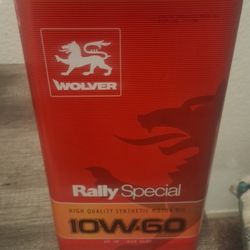 WOLVER
Rally Special
HIGH QUALITY SYNTHETIC MOTOR OIL
10W-60